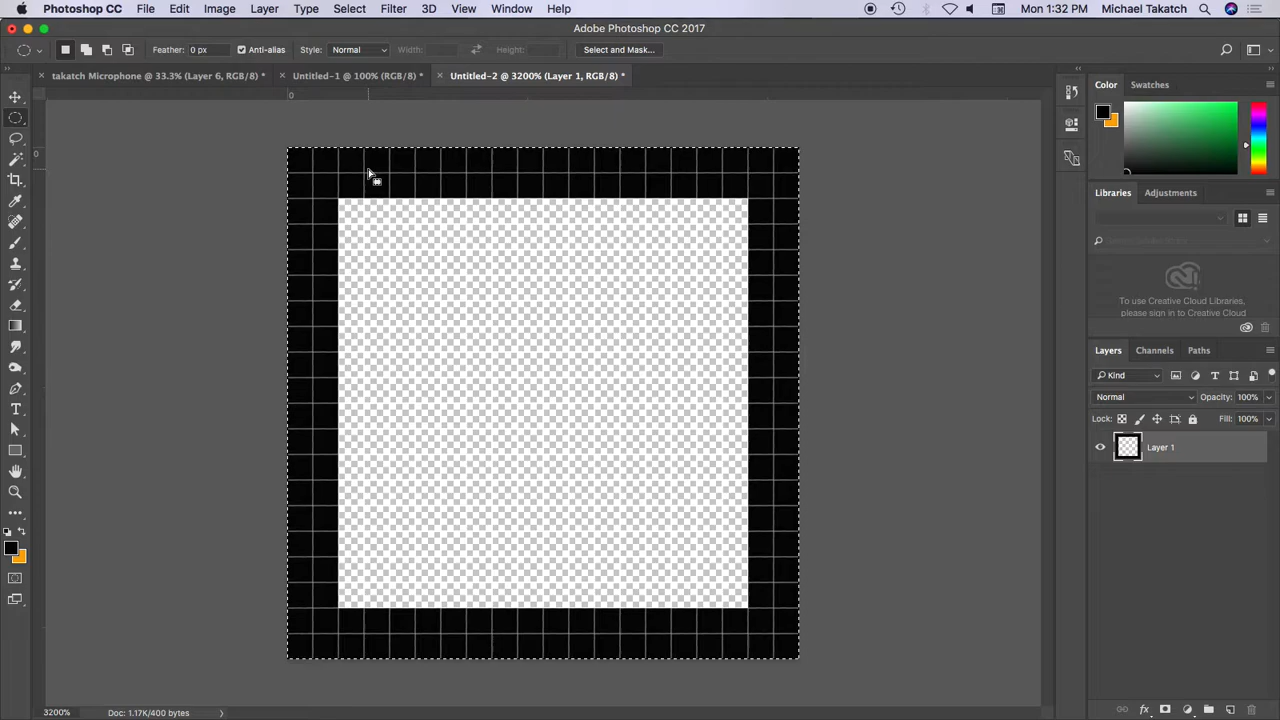 Photoshop CC File Edit Image Layer Type Select Filter 3D View Window Help Mon 1:32 PM Michael Takatch
Adobe Photoshop CC 2017
Feather: 0 px Anti-alias Style: Normal Width: Height: Select and Mask...
takatch Microphone @ 33.3% (Layer 6, RGB/8) * Untitled-1 @ 100% (RGB/8) * Untitled-2 @ 3200% (Layer 1, RGB/8) *
Color Swatches
0
0
Libraries Adjustments
To use Creative Cloud Libraries,
please sign in to Creative Cloud
Layers Channels Paths
Kind
Normal Opacity: 100%
Lock: Fill: 100%
Layer 1
3200% Doc: 1.17K/400 bytes